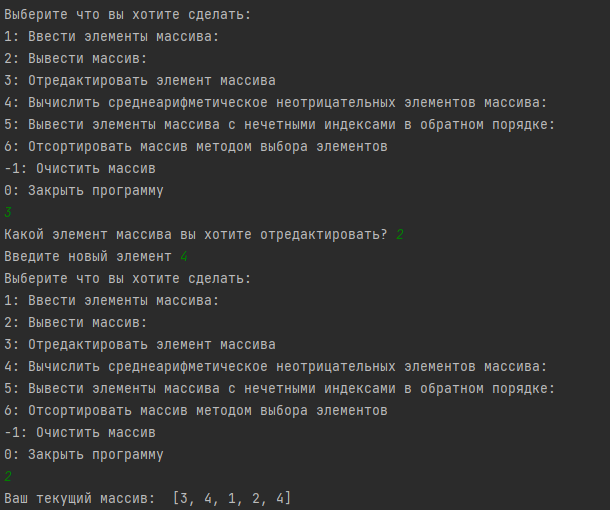 Выберите что вы хотите сделать:
1: Ввести элементы массива:
2: Вывести массив:
3: Отредактировать элемент массива
4: Вычислить среднеарифметическое неотрицательных элементов массива:
5: Вывести элементы массива с нечетными индексами в обратном порядке:
6: Отсортировать массив методом выбора элементов
-1: Очистить массив
0: Закрыть программу
3
Какой элемент массива вы хотите отредактировать? 2
Введите новый элемент 4
Выберите что вы хотите сделать:
1: Ввести элементы массива:
2: Вывести массив:
3: Отредактировать элемент массива
4: Вычислить среднеарифметическое неотрицательных элементов массива:
5: Вывести элементы массива с нечетными индексами в обратном порядке:
6: Отсортировать массив методом выбора элементов
-1: Очистить массив
0: Закрыть программу
2
Ваш текущий массив:  [3, 4, 1, 2, 4]